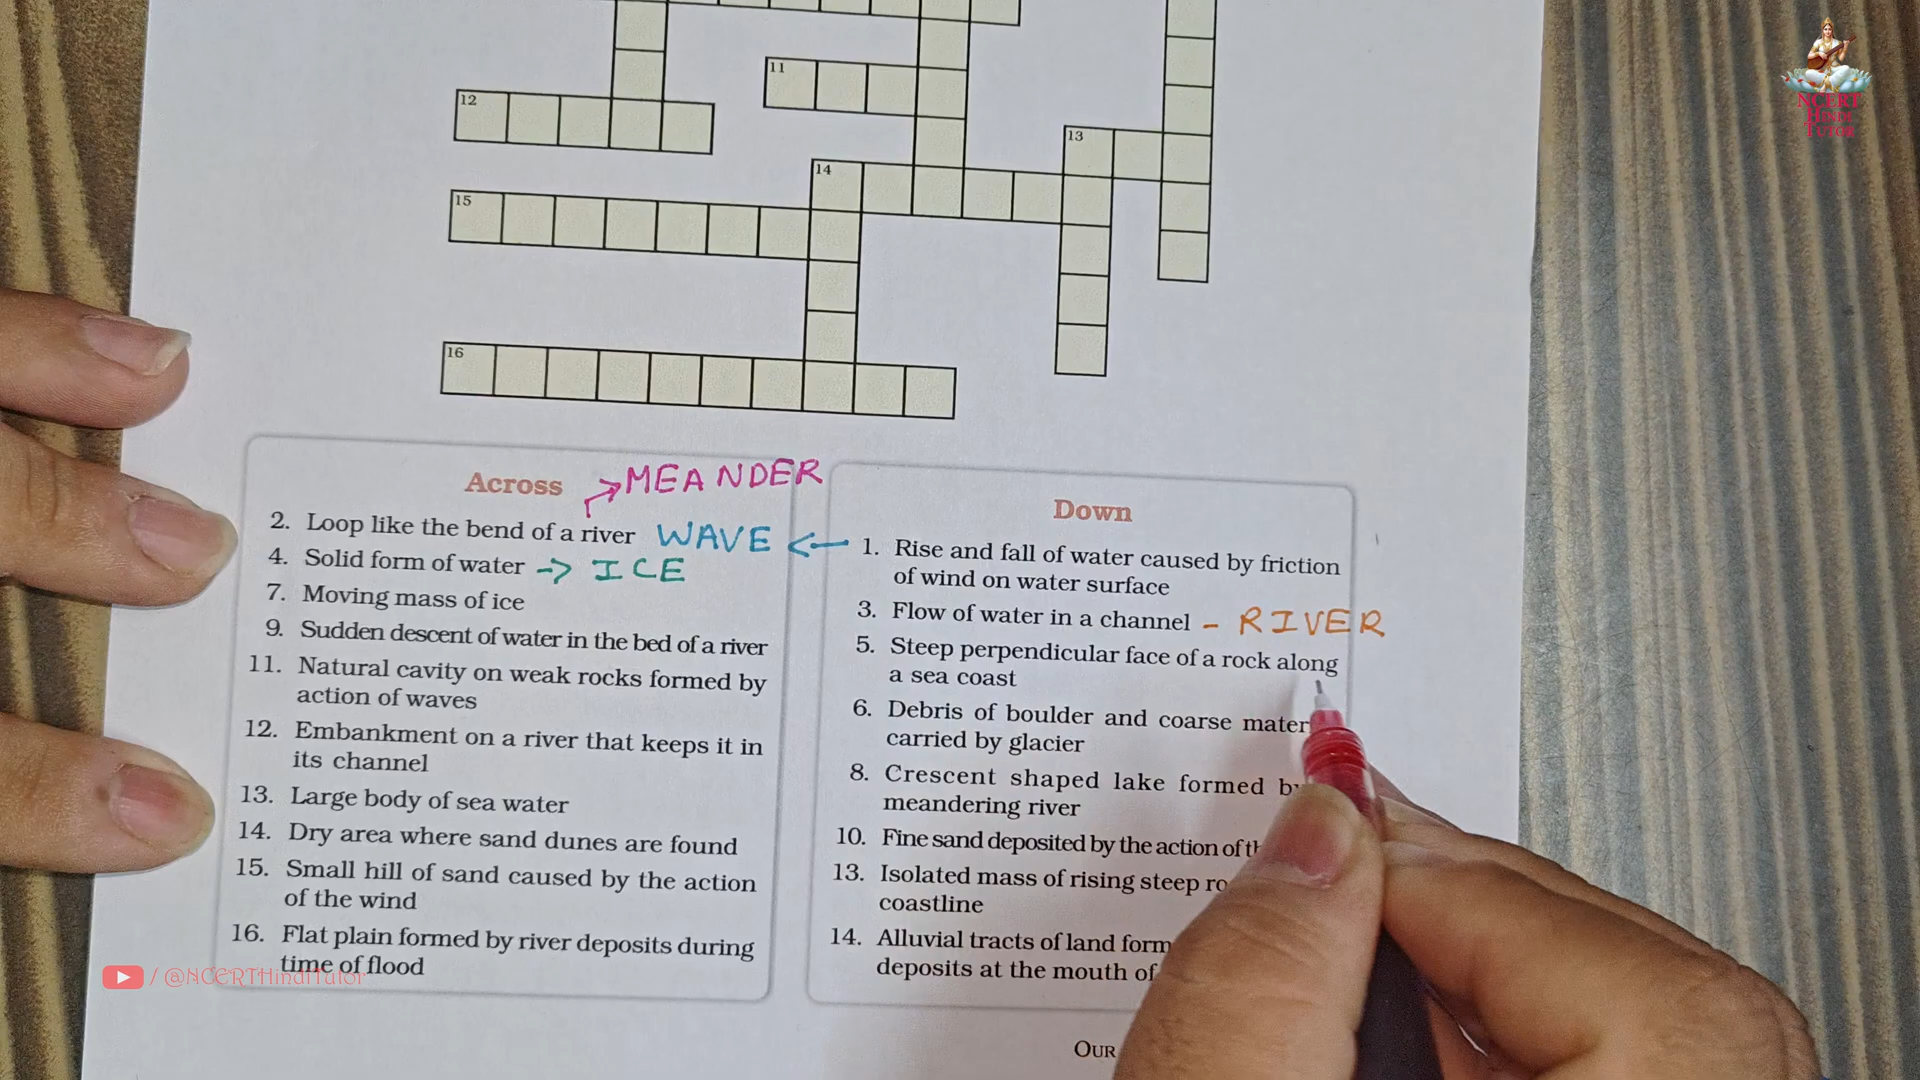 NCERT
HINDI
TUTOR
11
12
13
14
15
16
Across
MEANDER
2. Loop like the bend of a river
WAVE
4. Solid form of water
ICE
7. Moving mass of ice
9. Sudden descent of water in the bed of a river
11. Natural cavity on weak rocks formed by
action of waves
12. Embankment on a river that keeps it in
its channel
13. Large body of sea water
14. Dry area where sand dunes are found
15. Small hill of sand caused by the action
of the wind
16. Flat plain formed by river deposits during
time of flood
Down
1. Rise and fall of water caused by friction
of wind on water surface
3. Flow of water in a channel - RIVER
5. Steep perpendicular face of a rock along
a sea coast
6. Debris of boulder and coarse
carried by glacier
8. Crescent shaped lake formed
meandering river
10. Fine sand deposited by the action of
13. Isolated mass of rising steep
coastline
14. Alluvial tracts of land
deposits at the mouth of
OUR
/ @NCERTHindiTutor